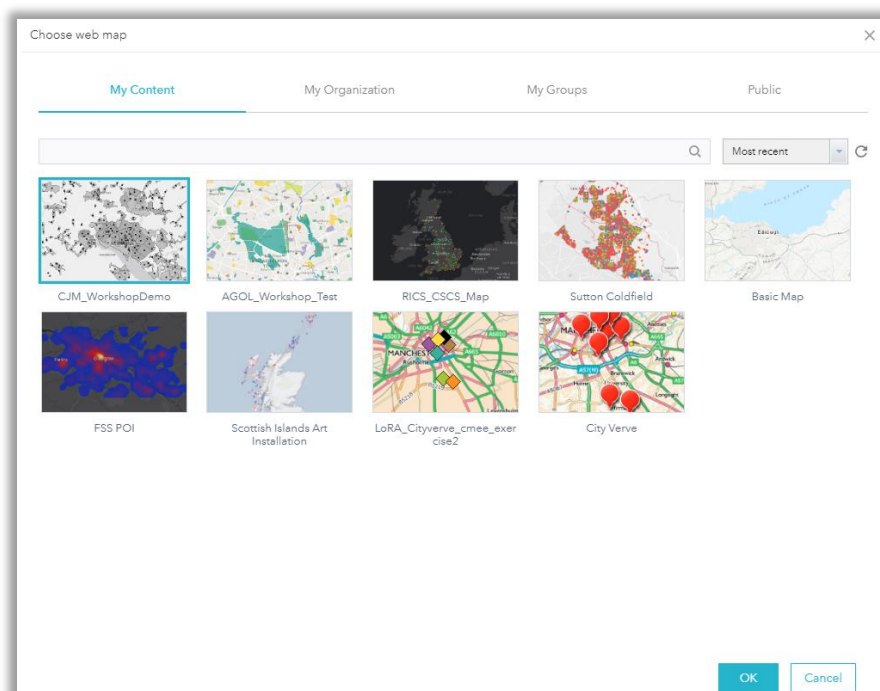 Choose web map
My Content
My Organization
My Groups
Public
Most recent
CJM_WorkshopDemo
AGOL_Workshop_Test
RICS_CSCS_Map
Sutton Coldfield
Basic Map
FSS POI
Scottish Islands Art
Installation
LoRA_Cityverve_cmee_exer
cise2
City Verve
OK
Cancel